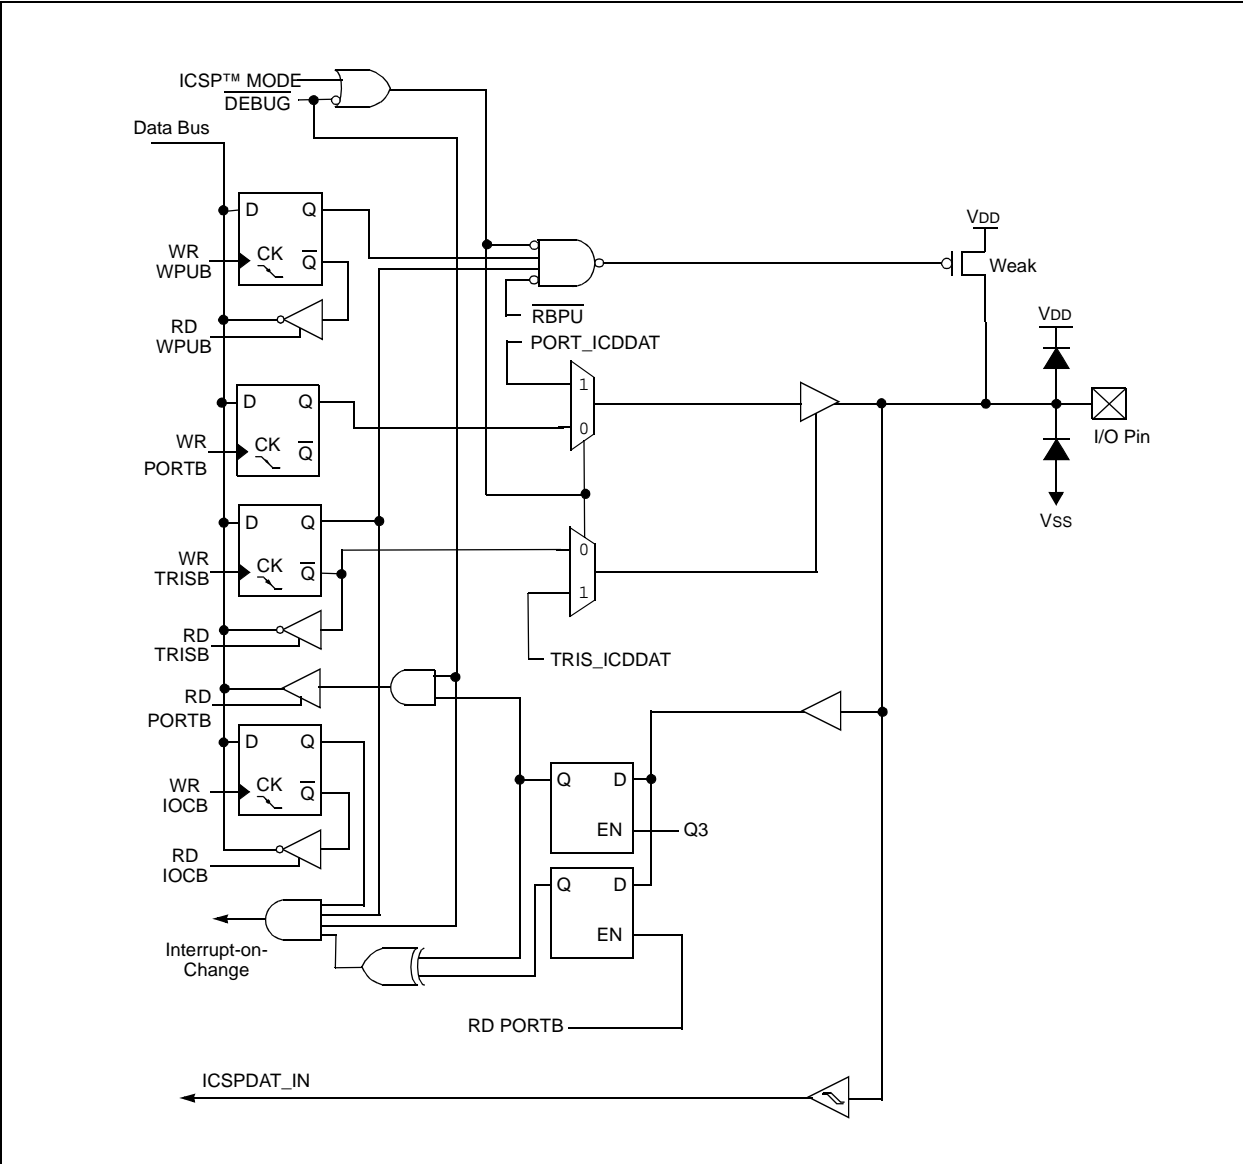 ICSP™ MODE
DEBUG
Data Bus
D Q
CK Q
WR
WPUB
RD
WPUB
VDD
Weak
RBPU
PORT_ICDDAT
VDD
1
0
D Q
CK Q
WR
PORTB
I/O Pin
VSS
D Q
CK Q
WR
TRISB
0
1
RD
TRISB
TRIS_ICDDAT
RD
PORTB
D Q
CK Q
WR
IOCB
Q D
EN
Q3
RD
IOCB
Q D
EN
Interrupt-on-
Change
RD PORTB
ICSPDAT_IN